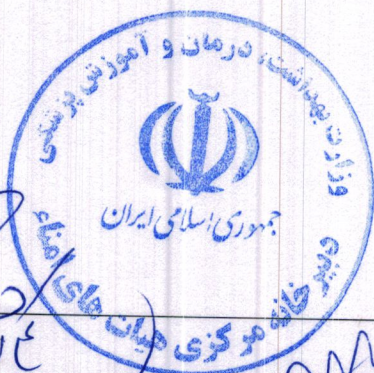 وزارت بهداشت، درمان و آموزش پزشکی
جمهوری اسلامی ایران
دبیرخانه مرکزی هیات های امناء